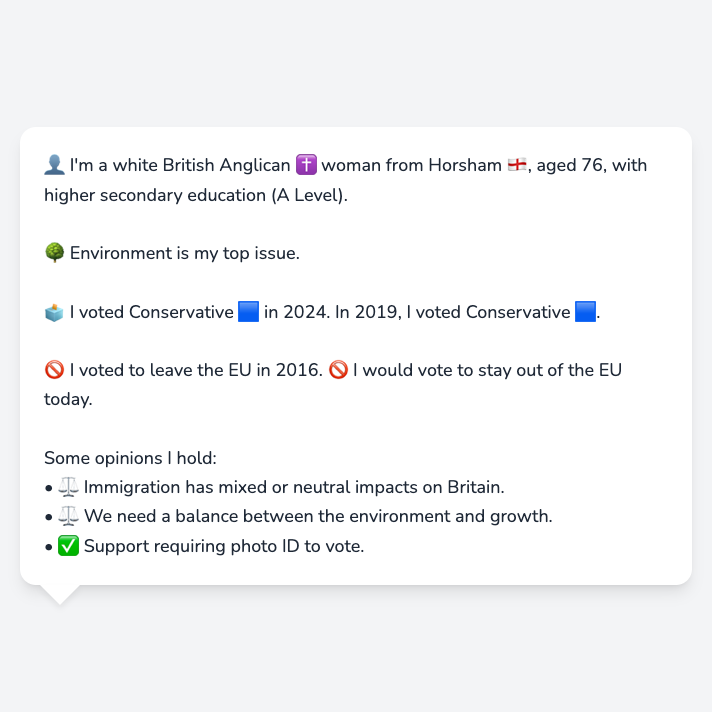 👤 I'm a white British Anglican ✝️ woman from Horsham 🏴󠁧󠁢󠁥󠁮󠁧󠁿, aged 76, with
higher secondary education (A Level).
🌳 Environment is my top issue.
🗳️ I voted Conservative 🟦 in 2024. In 2019, I voted Conservative 🟦.
🚫 I voted to leave the EU in 2016. 🚫 I would vote to stay out of the EU
today.
Some opinions I hold:
• ⚖️ Immigration has mixed or neutral impacts on Britain.
• ⚖️ We need a balance between the environment and growth.
• ✅ Support requiring photo ID to vote.